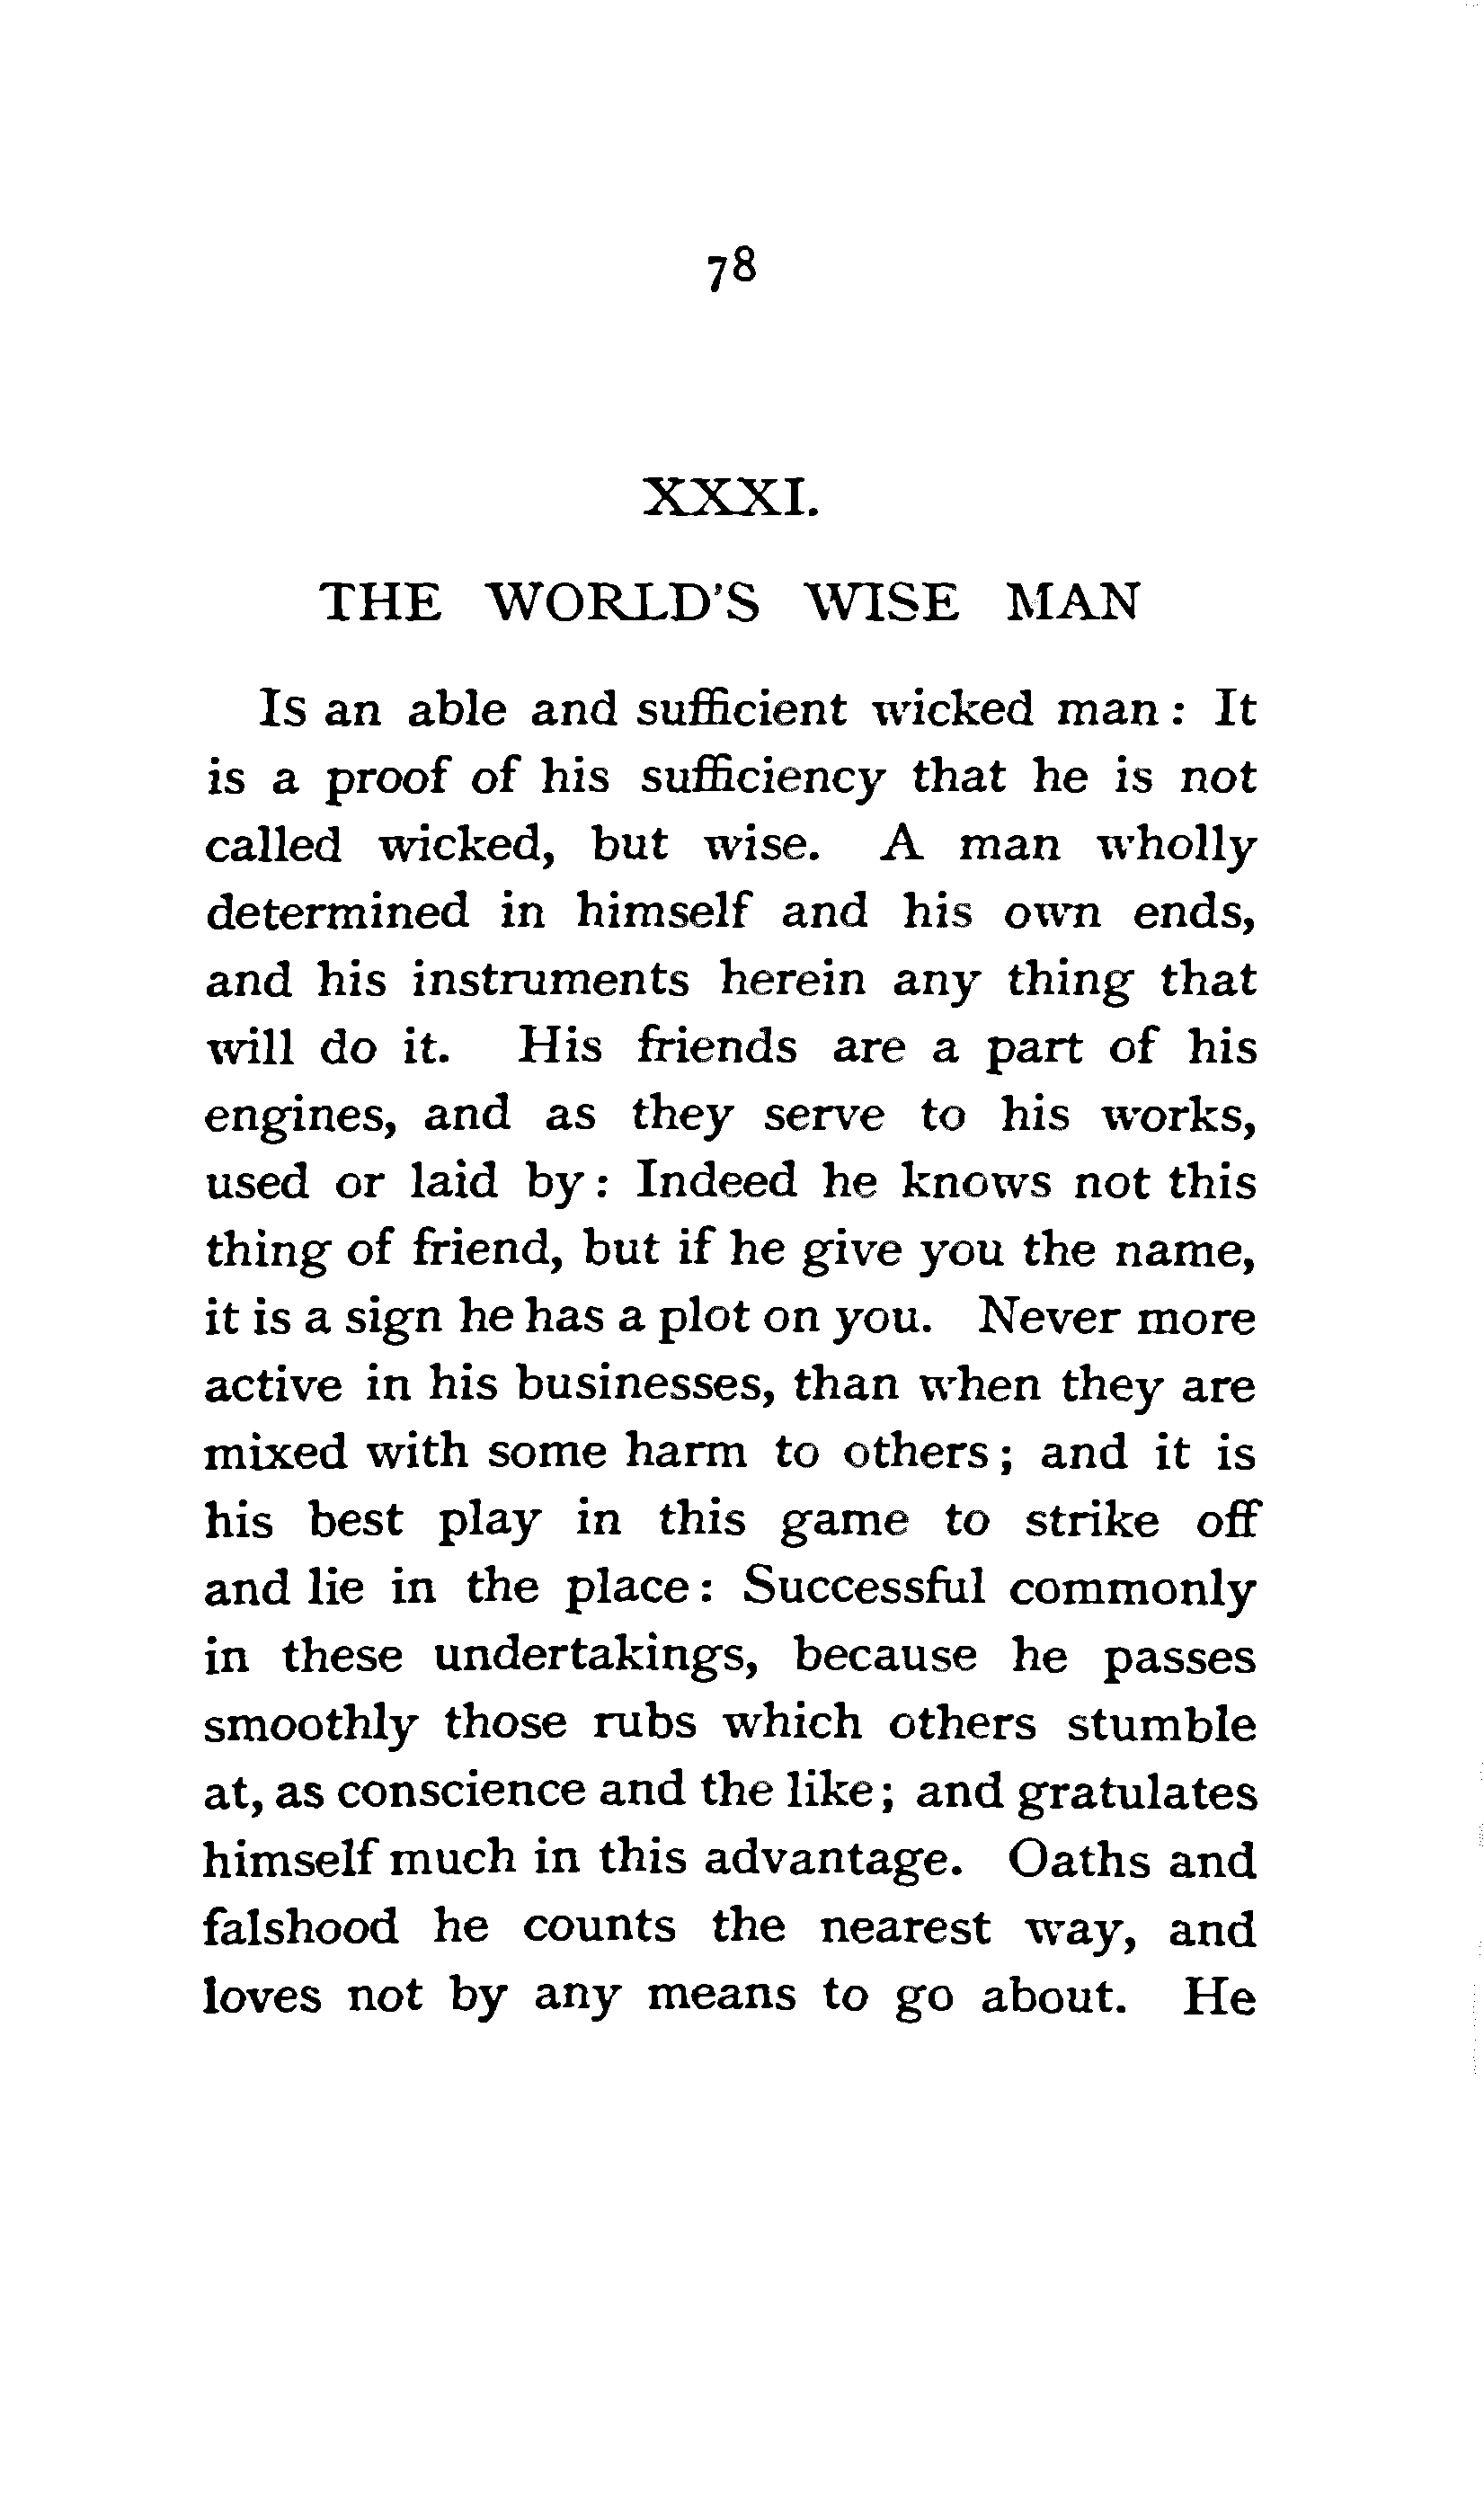 78
XXXI.
THE WORLD'S WISE MAN
Is an able and sufficient wicked man: It
is a proof of his sufficiency that he is not
called wicked, but wise. A man wholly
determined in himself and his own ends,
and his instruments herein any thing that
will do it. His friends are a part of his
engines, and as they serve to his works,
used or laid by: Indeed he knows not this
thing of friend, but if he give you the name,
it is a sign he has a plot on you. Never more
active in his businesses, than when they are
mixed with some harm to others; and it is
his best play in this game to strike off
and lie in the place: Successful commonly
in these undertakings, because he passes
smoothly those rubs which others stumble
at, as conscience and the like; and gratulates
himself much in this advantage. Oaths and
falshood he counts the nearest way, and
loves not by any means to go about. He